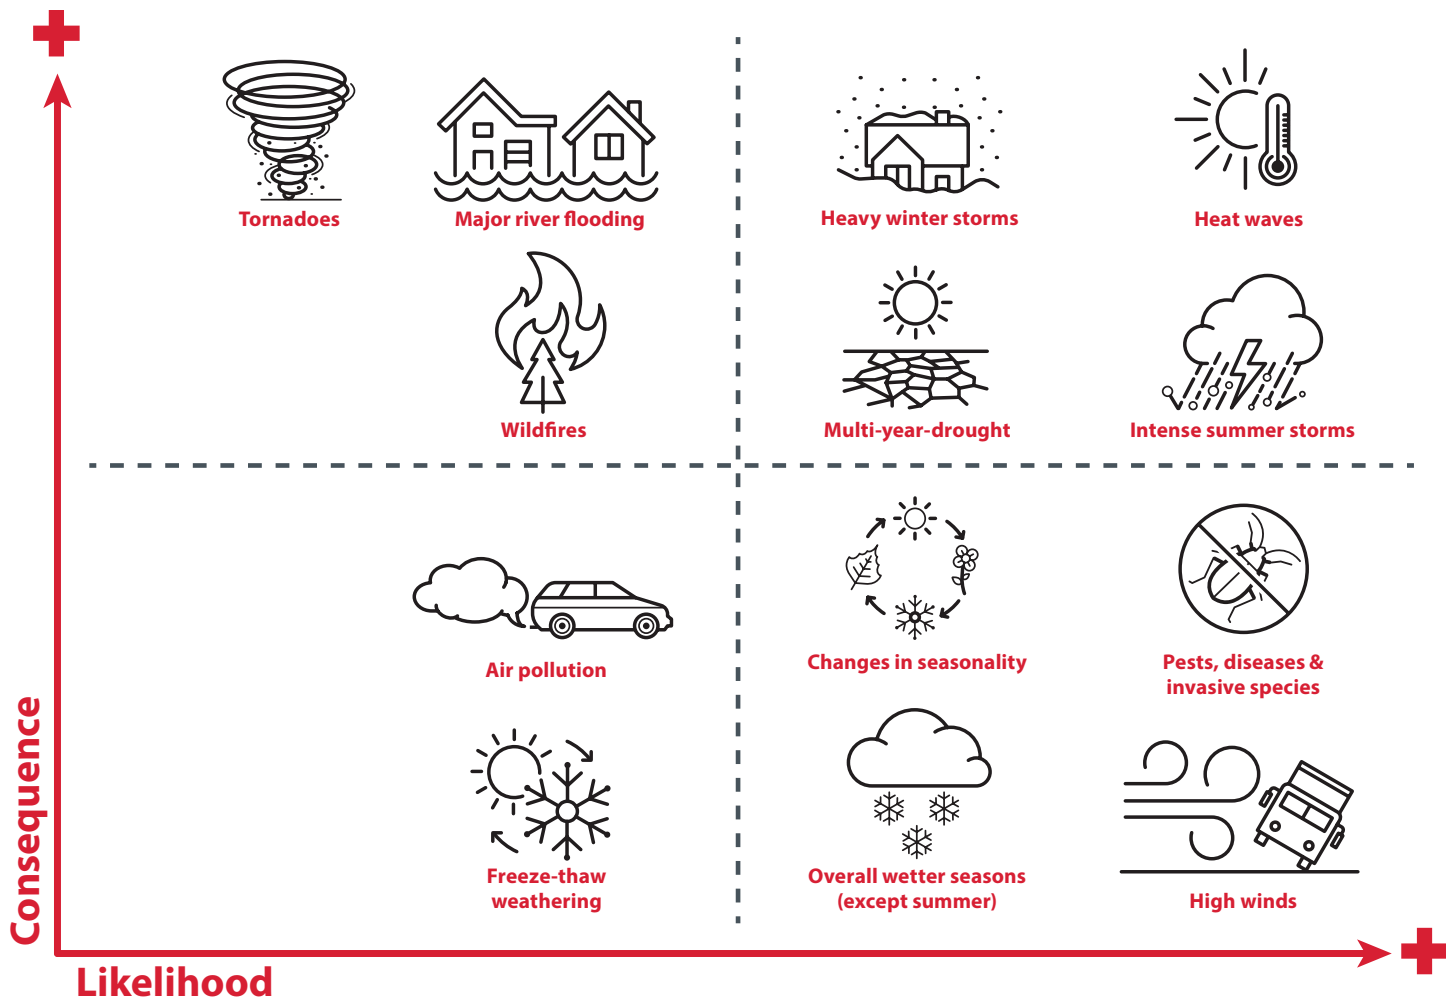 Tornadoes
Major river flooding
Heavy winter storms
Heat waves
Wildfires
Multi-year-drought
Intense summer storms
Air pollution
Changes in seasonality
Pests, diseases &
invasive species
Freeze-thaw
weathering
Overall wetter seasons
(except summer)
High winds
Consequence
Likelihood